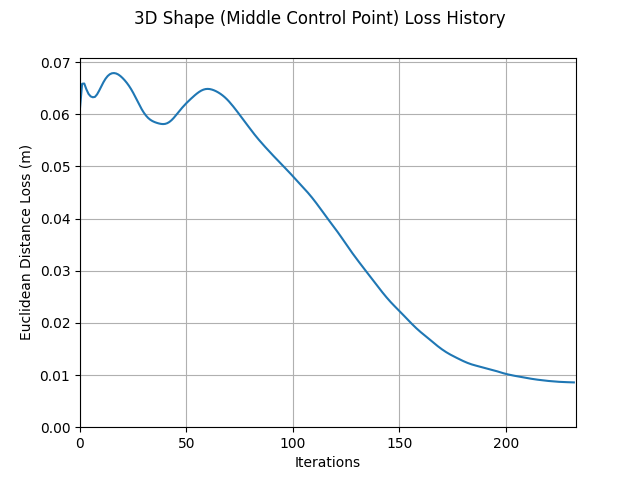 3D Shape (Middle Control Point) Loss History
0.07
0.06
0.05
0.04
0.03
0.02
0.01
0.00
Euclidean Distance Loss (m)
0 50 100 150 200
Iterations